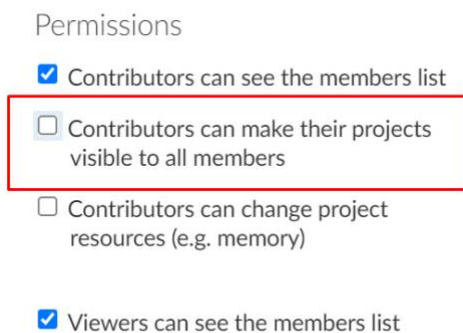 Permissions
Contributors can see the members list
Contributors can make their projects
visible to all members
Contributors can change project
resources (e.g. memory)
Viewers can see the members list